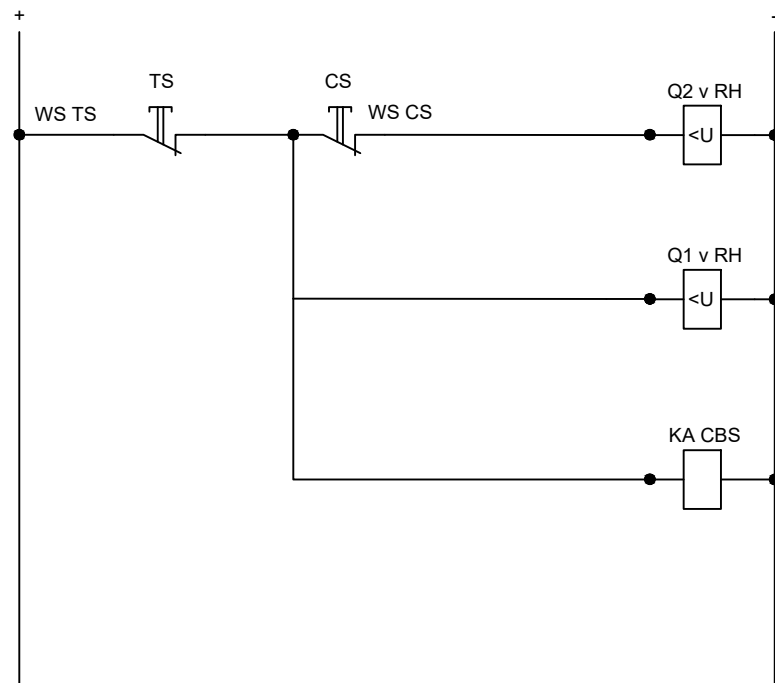 +
-
TS
CS
Q2 v RH
WS TS
WS CS
<U
Q1 v RH
<U
KA CBS